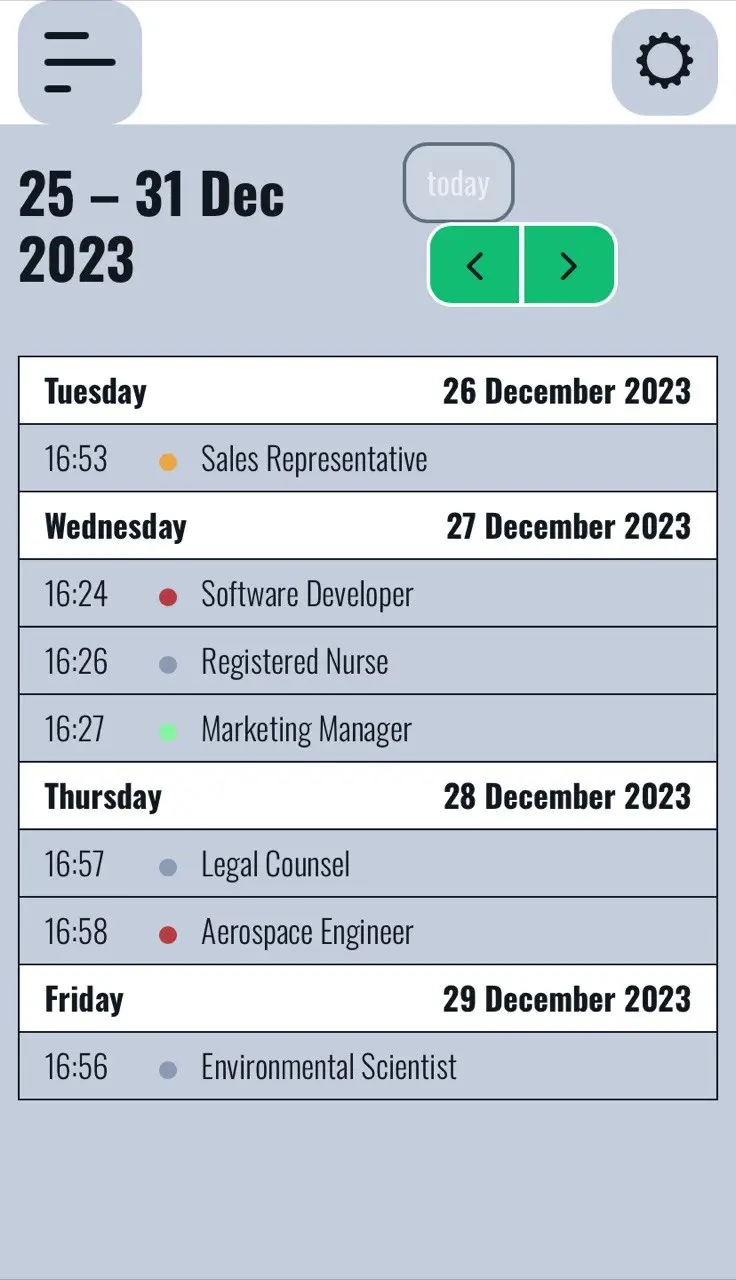 25 – 31 Dec
2023
today
Tuesday 26 December 2023
16:53 Sales Representative
Wednesday 27 December 2023
16:24 Software Developer
16:26 Registered Nurse
16:27 Marketing Manager
Thursday 28 December 2023
16:57 Legal Counsel
16:58 Aerospace Engineer
Friday 29 December 2023
16:56 Environmental Scientist